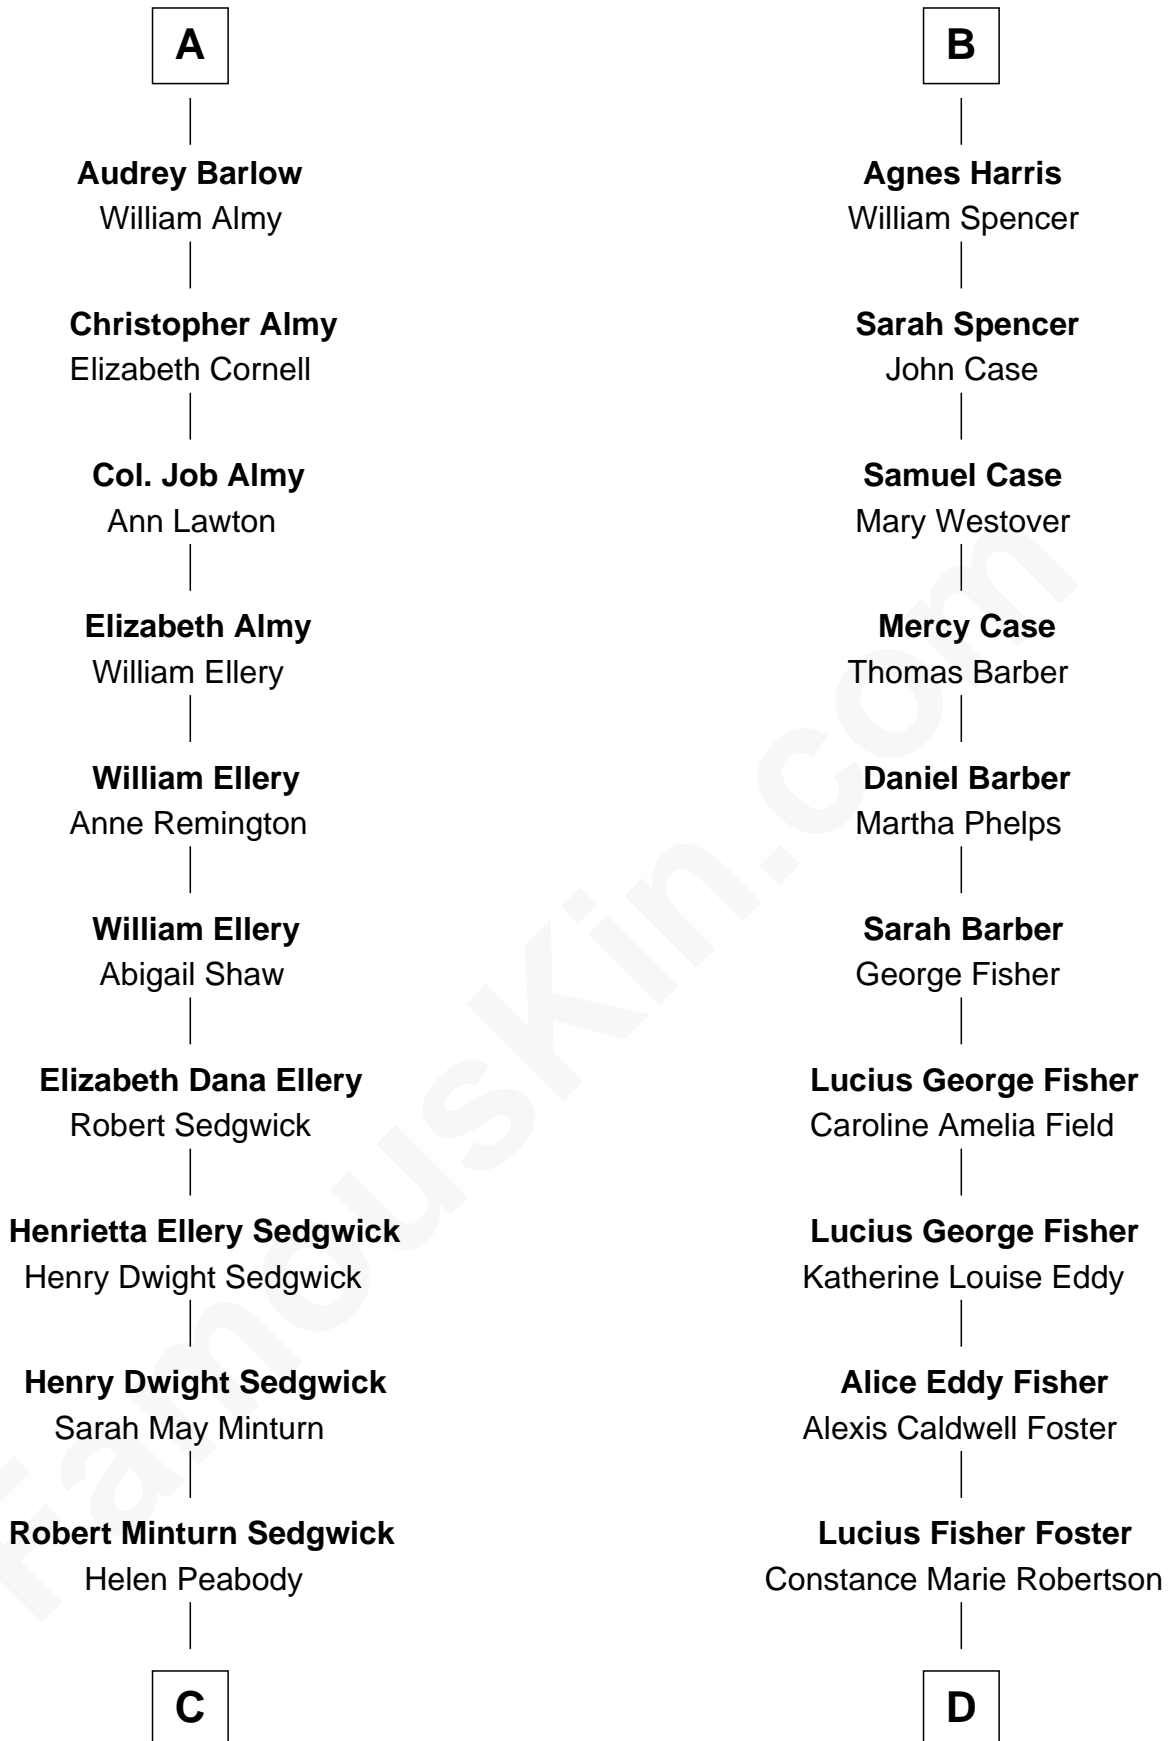 A
Audrey Barlow
William Almy
Christopher Almy
Elizabeth Cornell
Col. Job Almy
Ann Lawton
Elizabeth Almy
William Ellery
William Ellery
Anne Remington
William Ellery
Abigail Shaw
Elizabeth Dana Ellery
Robert Sedgwick
Henrietta Ellery Sedgwick
Henry Dwight Sedgwick
Henry Dwight Sedgwick
Sarah May Minturn
Robert Minturn Sedgwick
Helen Peabody
C
B
Agnes Harris
William Spencer
Sarah Spencer
John Case
Samuel Case
Mary Westover
Mercy Case
Thomas Barber
Daniel Barber
Martha Phelps
Sarah Barber
George Fisher
Lucius George Fisher
Caroline Amelia Field
Lucius George Fisher
Katherine Louise Eddy
Alice Eddy Fisher
Alexis Caldwell Foster
Lucius Fisher Foster
Constance Marie Robertson
D
FamousKin.com